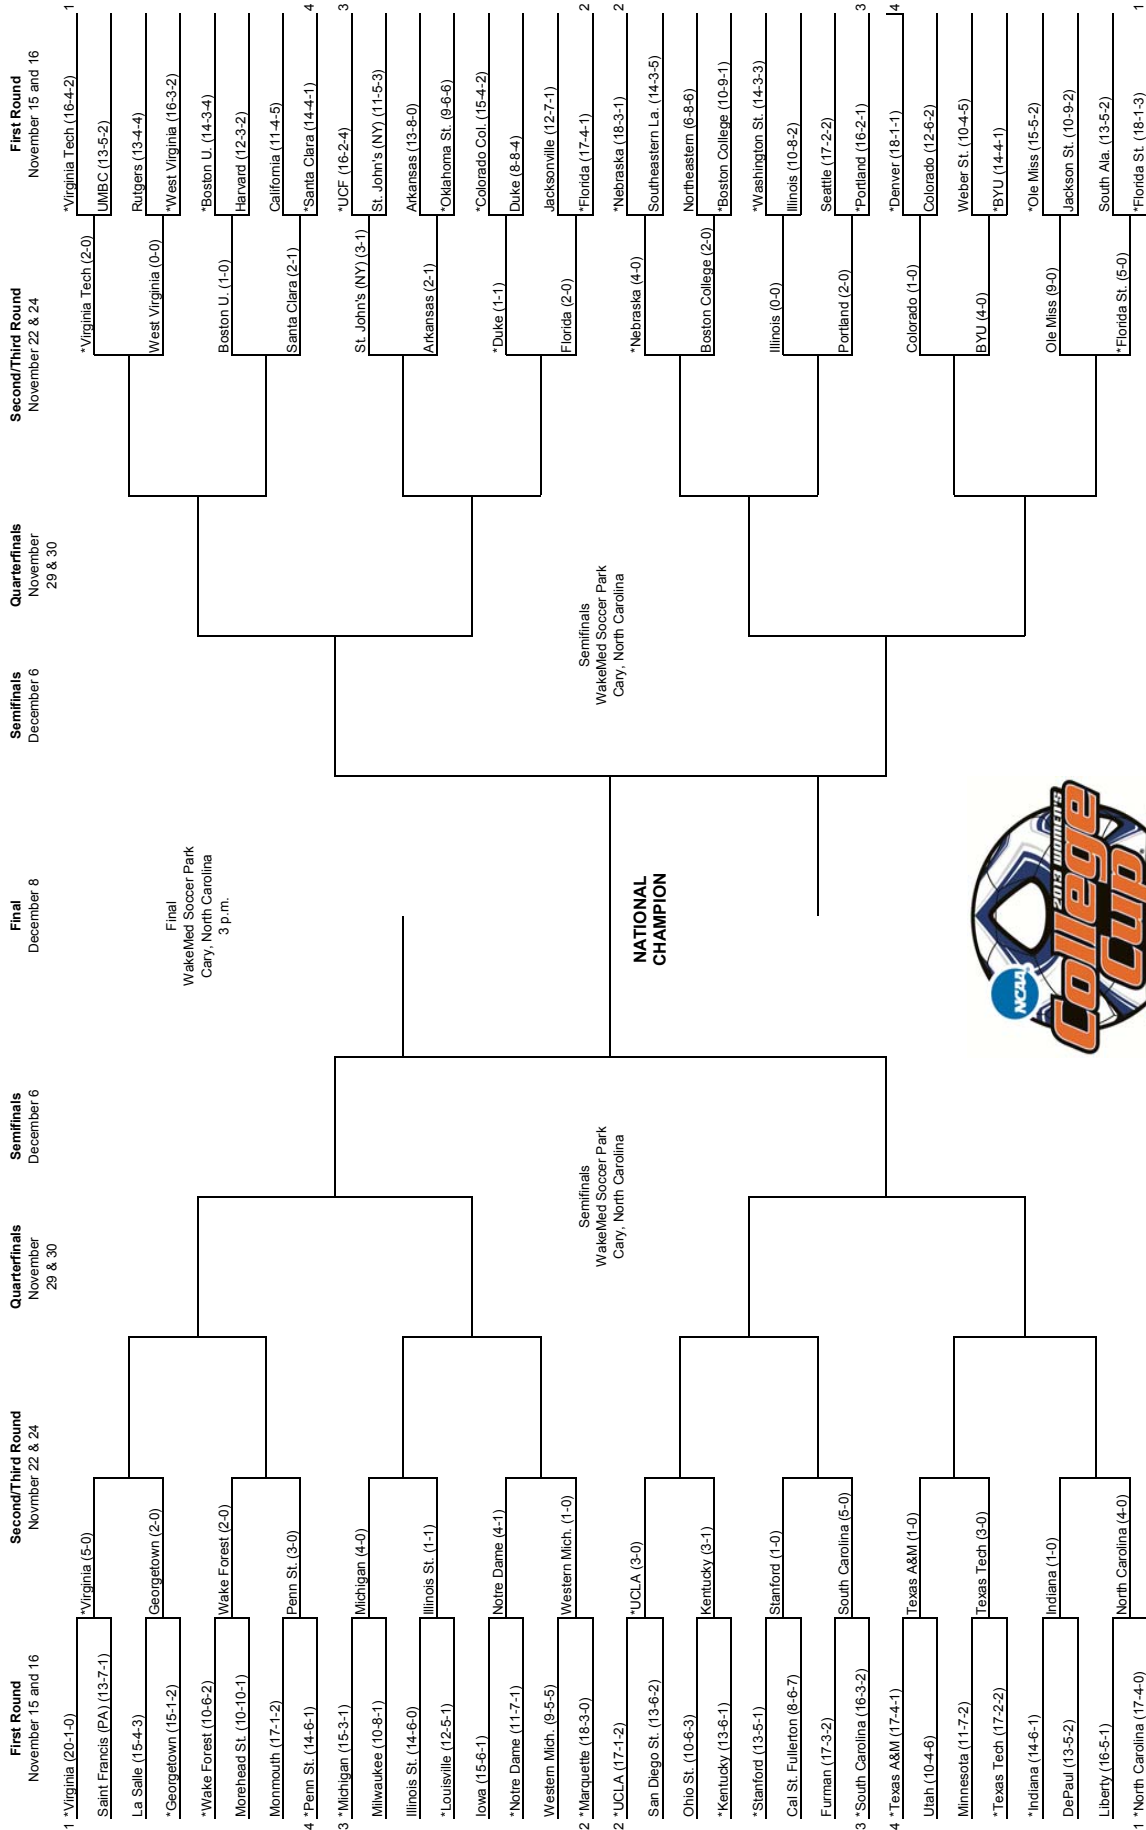 First Round
November 15 and 16
Second/Third Round
Novmber 22 & 24
Quarterfinals
November
29 & 30
Semifinals
December 6
Final
December 8
Semifinals
December 6
Quarterfinals
November
29 & 30
Second/Third Round
November 22 & 24
First Round
November 15 and 16
1 *Virginia (20-1-0)
Saint Francis (PA) (13-7-1)
La Salle (15-4-3)
*Georgetown (15-1-2)
*Wake Forest (10-6-2)
Morehead St. (10-10-1)
Monmouth (17-1-2)
4 *Penn St. (14-6-1)
3 *Michigan (15-3-1)
Milwaukee (10-8-1)
Illinois St. (14-6-0)
*Louisville (12-5-1)
Iowa (15-6-1)
*Notre Dame (11-7-1)
Western Mich. (9-5-5)
2 *Marquette (18-3-0)
2 *UCLA (17-1-2)
San Diego St. (13-6-2)
Ohio St. (10-6-3)
*Kentucky (13-6-1)
*Stanford (13-5-1)
Cal St. Fullerton (8-6-7)
Furman (17-3-2)
3 *South Carolina (16-3-2)
4 *Texas A&M (17-4-1)
Utah (10-4-6)
Minnesota (11-7-2)
*Texas Tech (17-2-2)
*Indiana (14-6-1)
DePaul (13-5-2)
Liberty (16-5-1)
1 *North Carolina (17-4-0)
*Virginia (5-0)
Georgetown (2-0)
Wake Forest (2-0)
Penn St. (3-0)
Michigan (4-0)
Illinois St. (1-1)
Notre Dame (4-1)
Western Mich. (1-0)
*UCLA (3-0)
Kentucky (3-1)
Stanford (1-0)
South Carolina (5-0)
Texas A&M (1-0)
Texas Tech (3-0)
Indiana (1-0)
North Carolina (4-0)
Semifinals
WakeMed Soccer Park
Cary, North Carolina
Final
WakeMed Soccer Park
Cary, North Carolina
3 p.m.
NATIONAL
CHAMPION
NCAA
2013 WOMEN'S
College
Cup
Semifinals
WakeMed Soccer Park
Cary, North Carolina
*Virginia Tech (2-0)
West Virginia (0-0)
Boston U. (1-0)
Santa Clara (2-1)
St. John's (NY) (3-1)
Arkansas (2-1)
*Duke (1-1)
Florida (2-0)
*Nebraska (4-0)
Boston College (2-0)
Illinois (0-0)
Portland (2-0)
Colorado (1-0)
BYU (4-0)
Ole Miss (9-0)
*Florida St. (5-0)
*Virginia Tech (16-4-2) 1
UMBC (13-5-2)
Rutgers (13-4-4)
*West Virginia (16-3-2)
*Boston U. (14-3-4)
Harvard (12-3-2)
California (11-4-5)
*Santa Clara (14-4-1) 4
*UCF (16-2-4) 3
St. John's (NY) (11-5-3)
Arkansas (13-8-0)
*Oklahoma St. (9-6-6)
*Colorado Col. (15-4-2)
Duke (8-8-4)
Jacksonville (12-7-1)
*Florida (17-4-1) 2
*Nebraska (18-3-1) 2
Southeastern La. (14-3-5)
Northeastern (6-8-6)
*Boston College (10-9-1)
*Washington St. (14-3-3)
Illinois (10-8-2)
Seattle (17-2-2)
*Portland (16-2-1) 3
*Denver (18-1-1) 4
Colorado (12-6-2)
Weber St. (10-4-5)
*BYU (14-4-1)
*Ole Miss (15-5-2)
Jackson St. (10-9-2)
South Ala. (13-5-2)
*Florida St. (18-1-3) 1